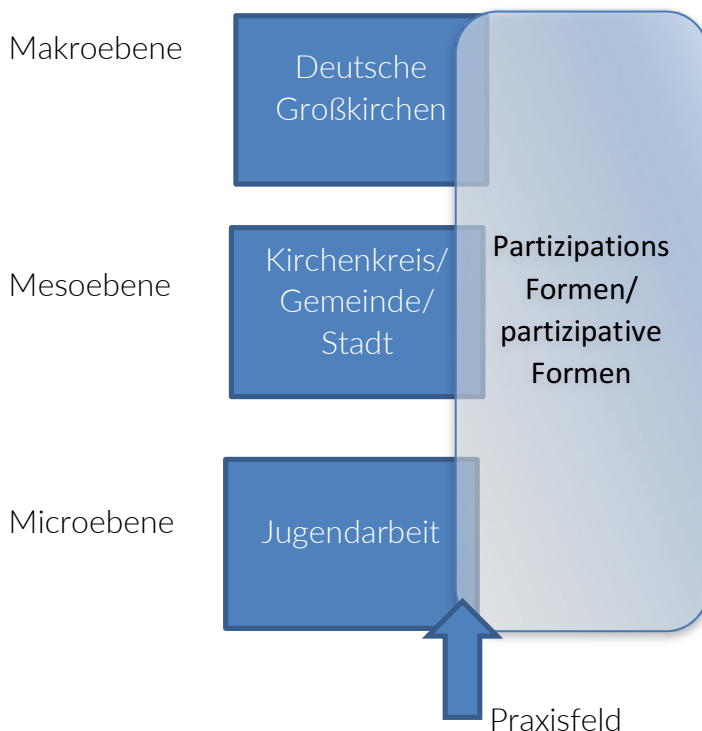 Makroebene
Deutsche
Großkirchen
Mesoebene
Kirchenkreis/
Gemeinde/
Stadt
Partizipations
Formen/
partizipative
Formen
Microebene
Jugendarbeit
Praxisfeld